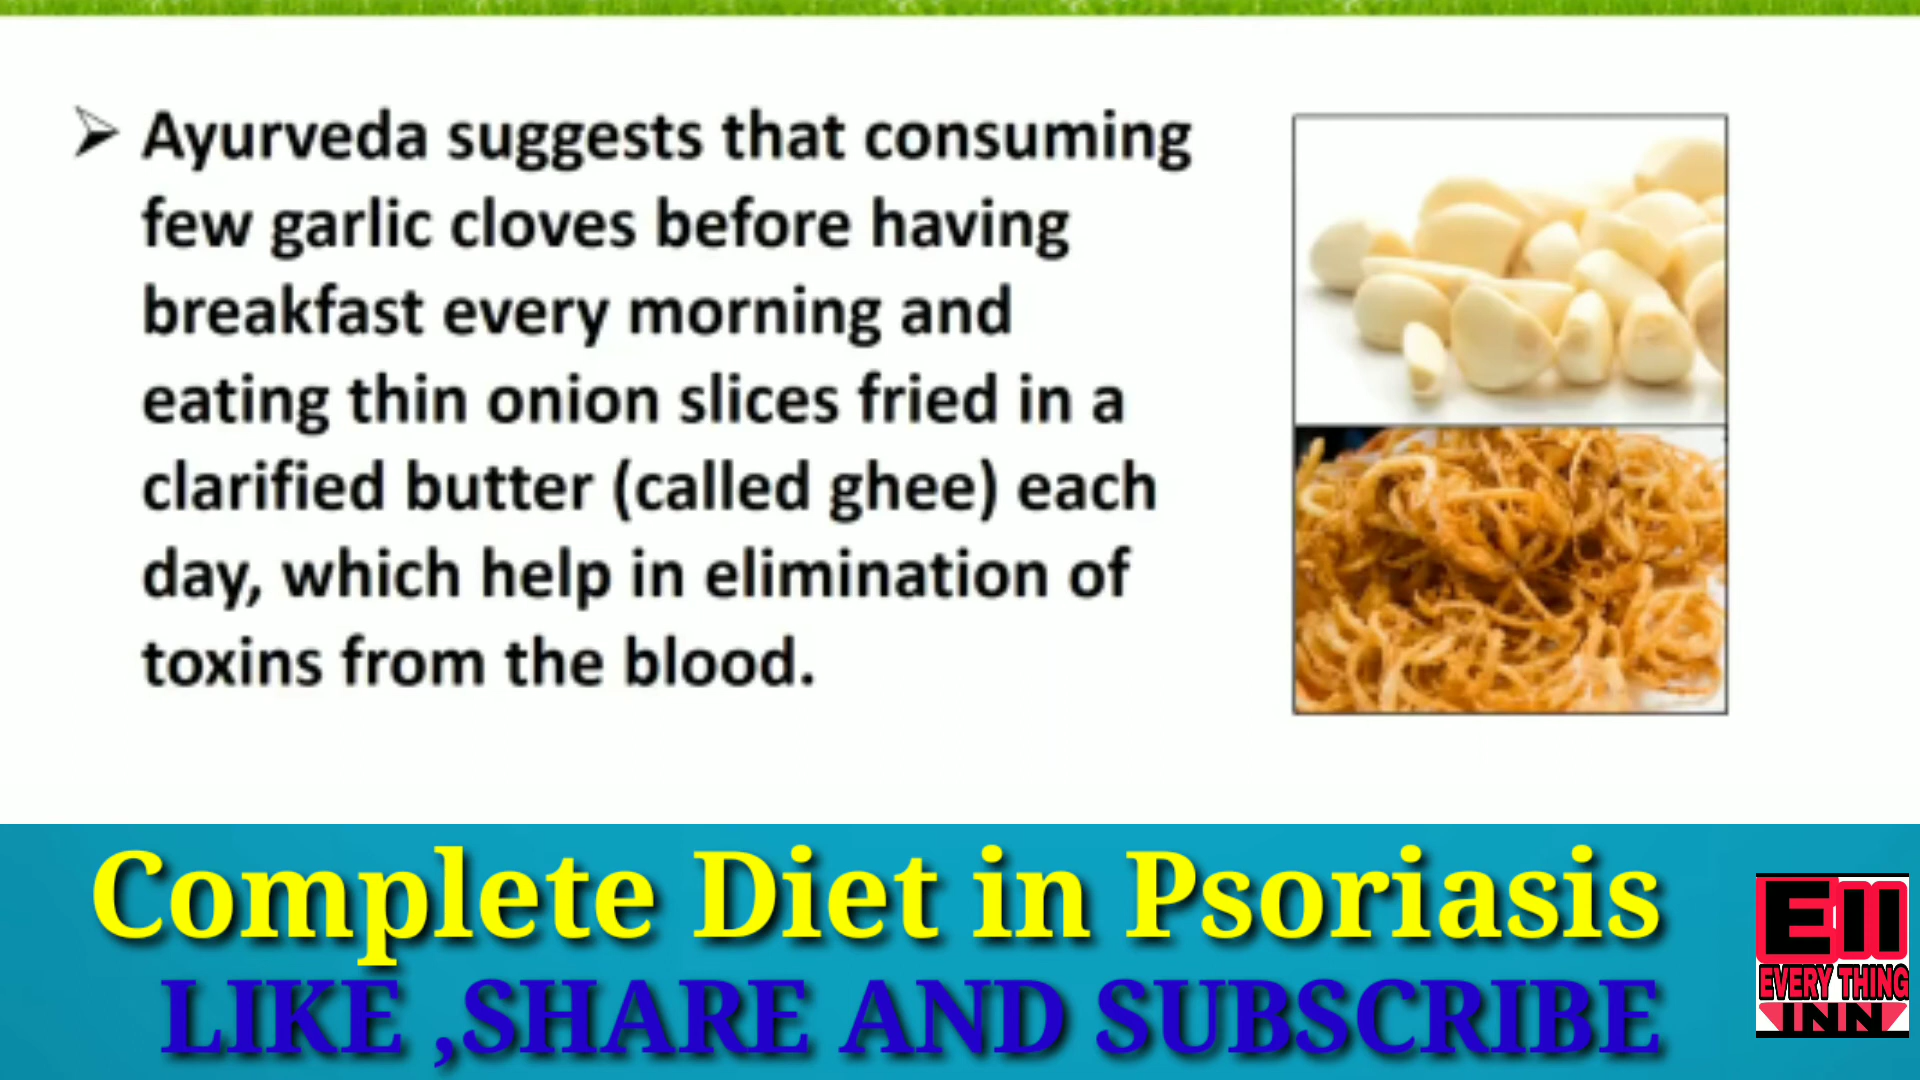 ➢ Ayurveda suggests that consuming
few garlic cloves before having
breakfast every morning and
eating thin onion slices fried in a
clarified butter (called ghee) each
day, which help in elimination of
toxins from the blood.
Complete Diet in Psoriasis
LIKE ,SHARE AND SUBSCRIBE
EII
EVERY THING
INN